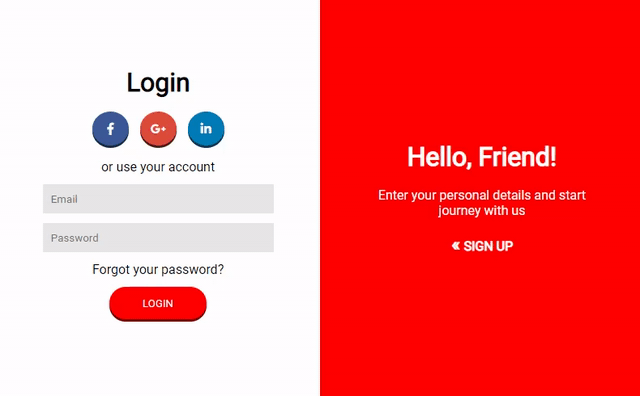 Login
f
G+
in
or use your account
Email
Password
Forgot your password?
LOGIN
Hello, Friend!
Enter your personal details and start
journey with us
« SIGN UP